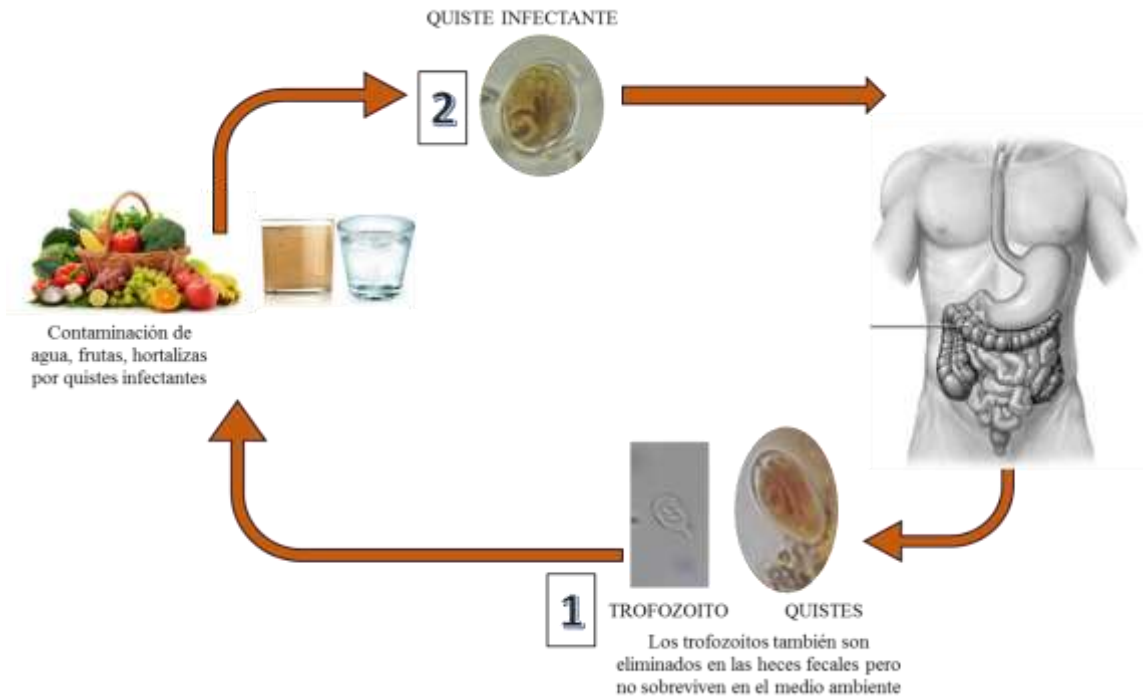 QUISTE INFECTANTE
2
Contaminación de
agua, frutas, hortalizas
por quistes infectantes
1
TROFOZOITO
QUISTES
Los trofozoitos también son
eliminados en las heces fecales pero
no sobreviven en el medio ambiente